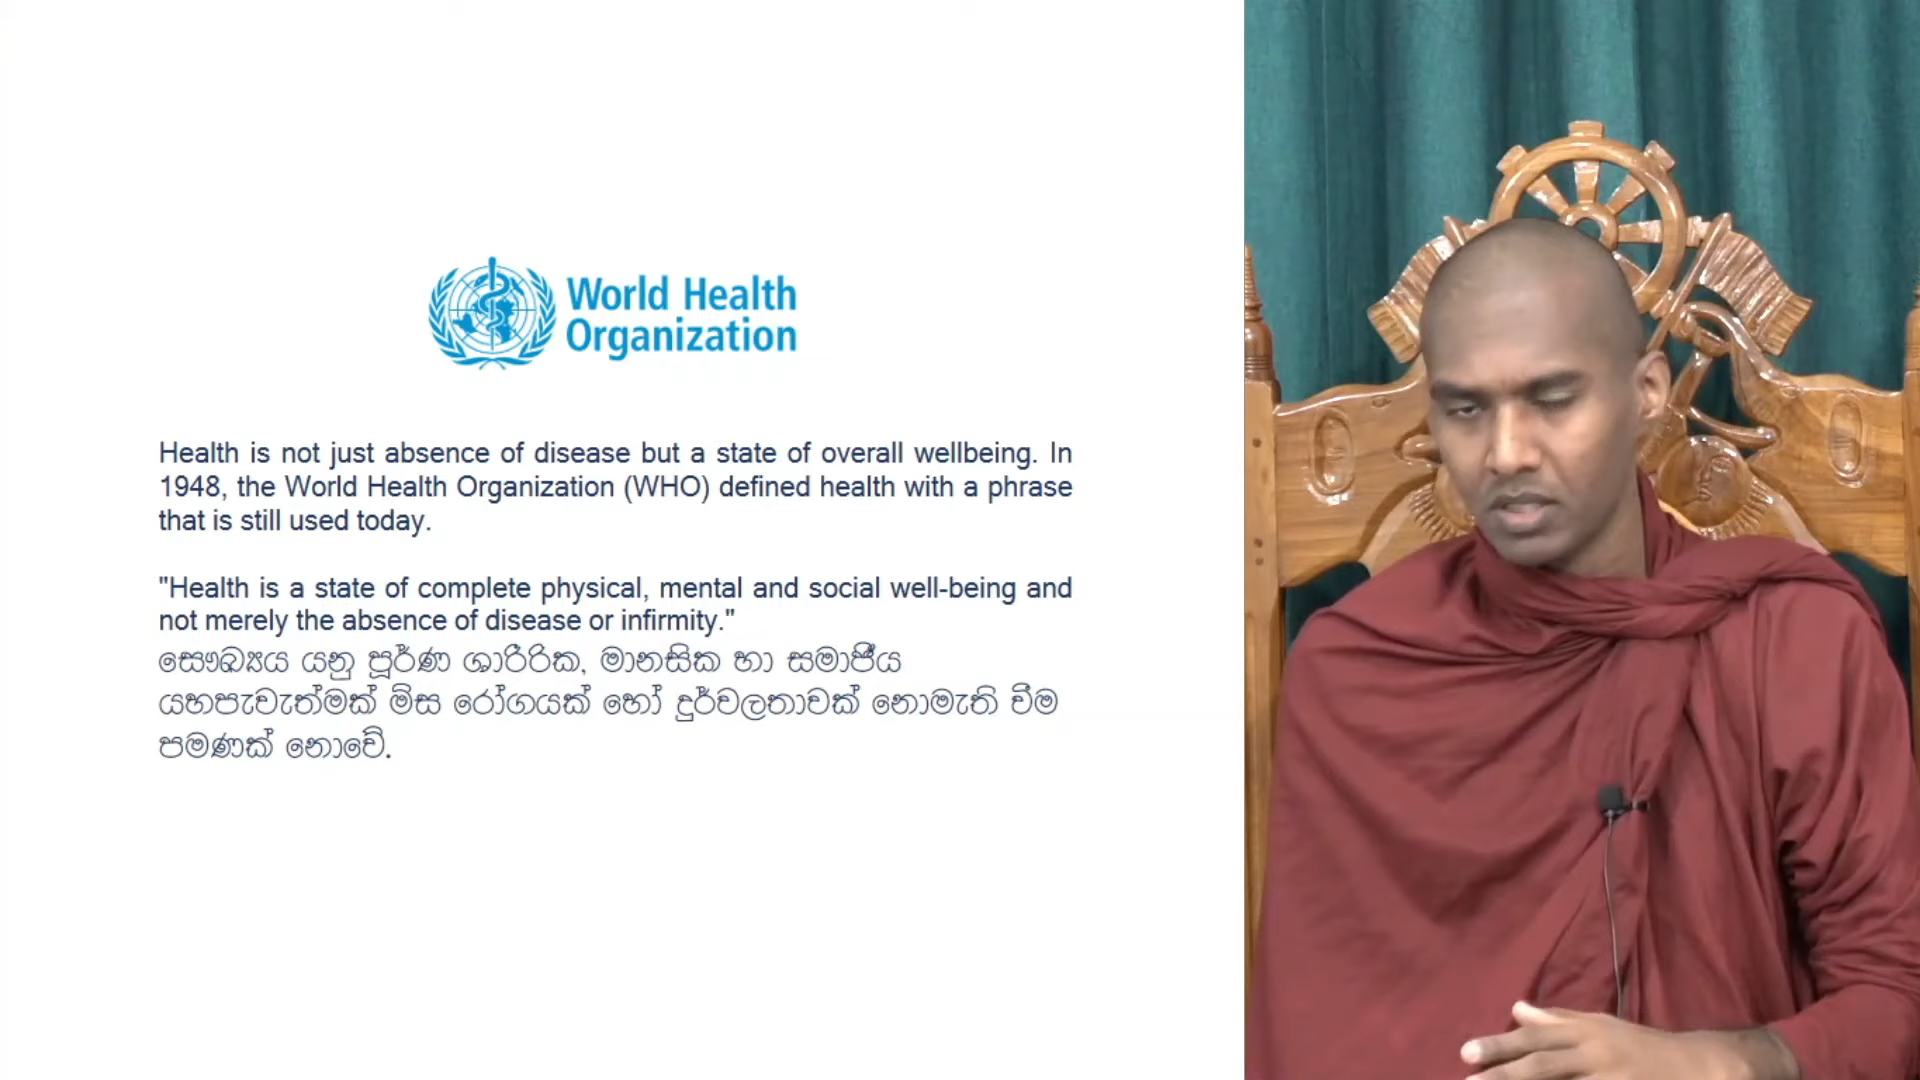 World Health
Organization
Health is not just absence of disease but a state of overall wellbeing. In
1948, the World Health Organization (WHO) defined health with a phrase
that is still used today.
"Health is a state of complete physical, mental and social well-being and
not merely the absence of disease or infirmity."
සෞඛ්‍යය යනු පූර්ණ ශාරීරික, මානසික හා සමාජීය
යහපැවැත්මක් මිස රෝගයක් හෝ දුර්වලතාවක් නොමැති වීම
පමණක් නොවේ.